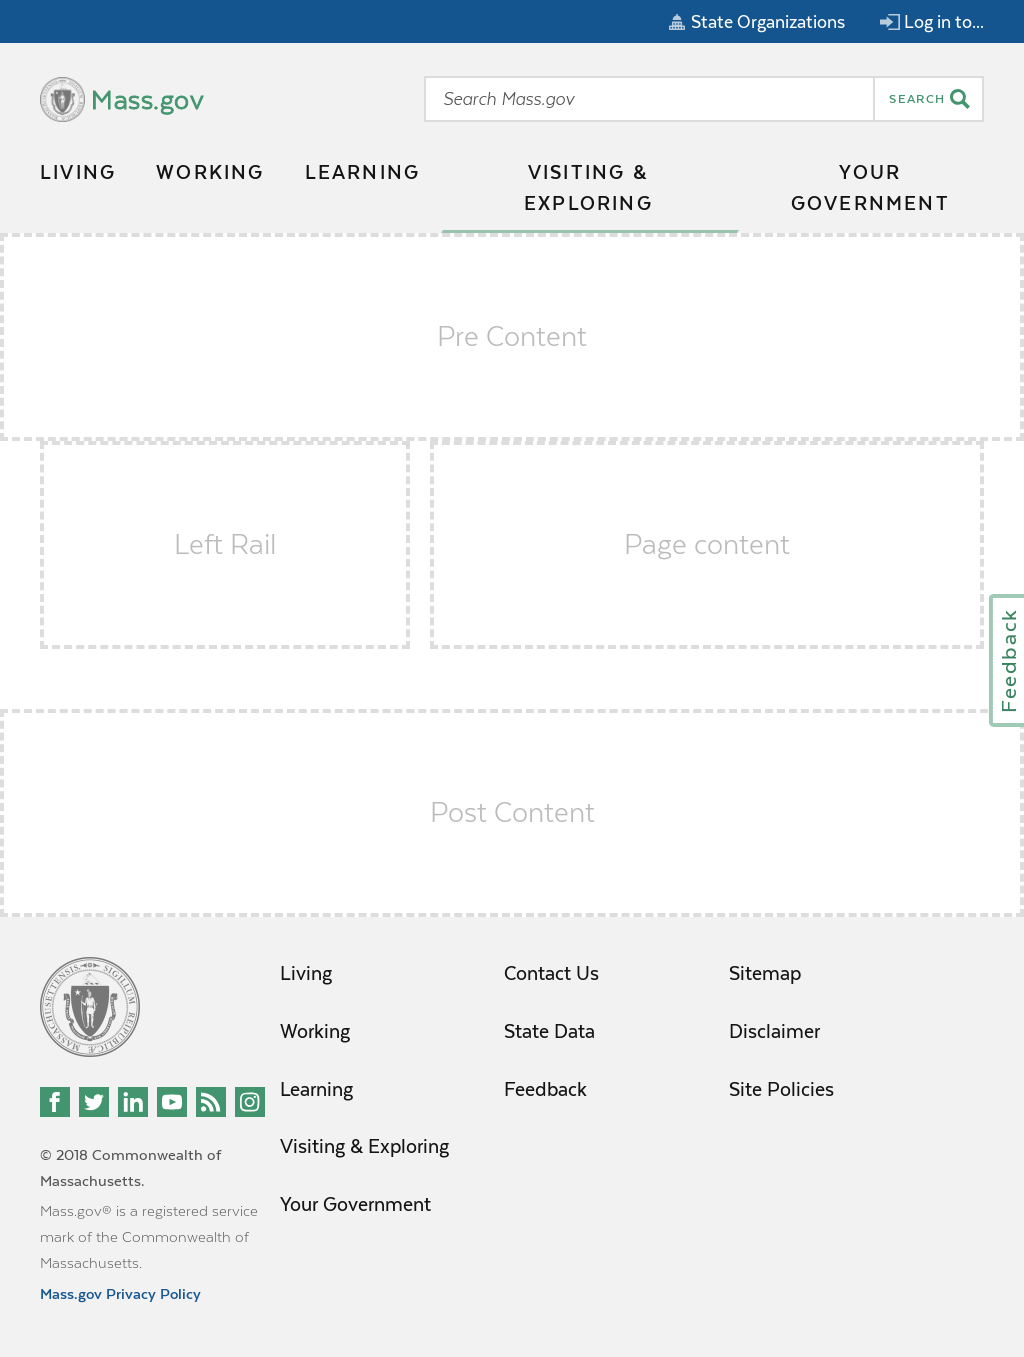 State Organizations
Log in to...
Mass.gov
Search Mass.gov
SEARCH
LIVING
WORKING
LEARNING
VISITING &
EXPLORING
YOUR
GOVERNMENT
Pre Content
Left Rail
Page content
Feedback
Post Content
Living
Working
Learning
Visiting & Exploring
Your Government
Contact Us
State Data
Feedback
Sitemap
Disclaimer
Site Policies
© 2018 Commonwealth of
Massachusetts.
Mass.gov® is a registered service
mark of the Commonwealth of
Massachusetts.
Mass.gov Privacy Policy